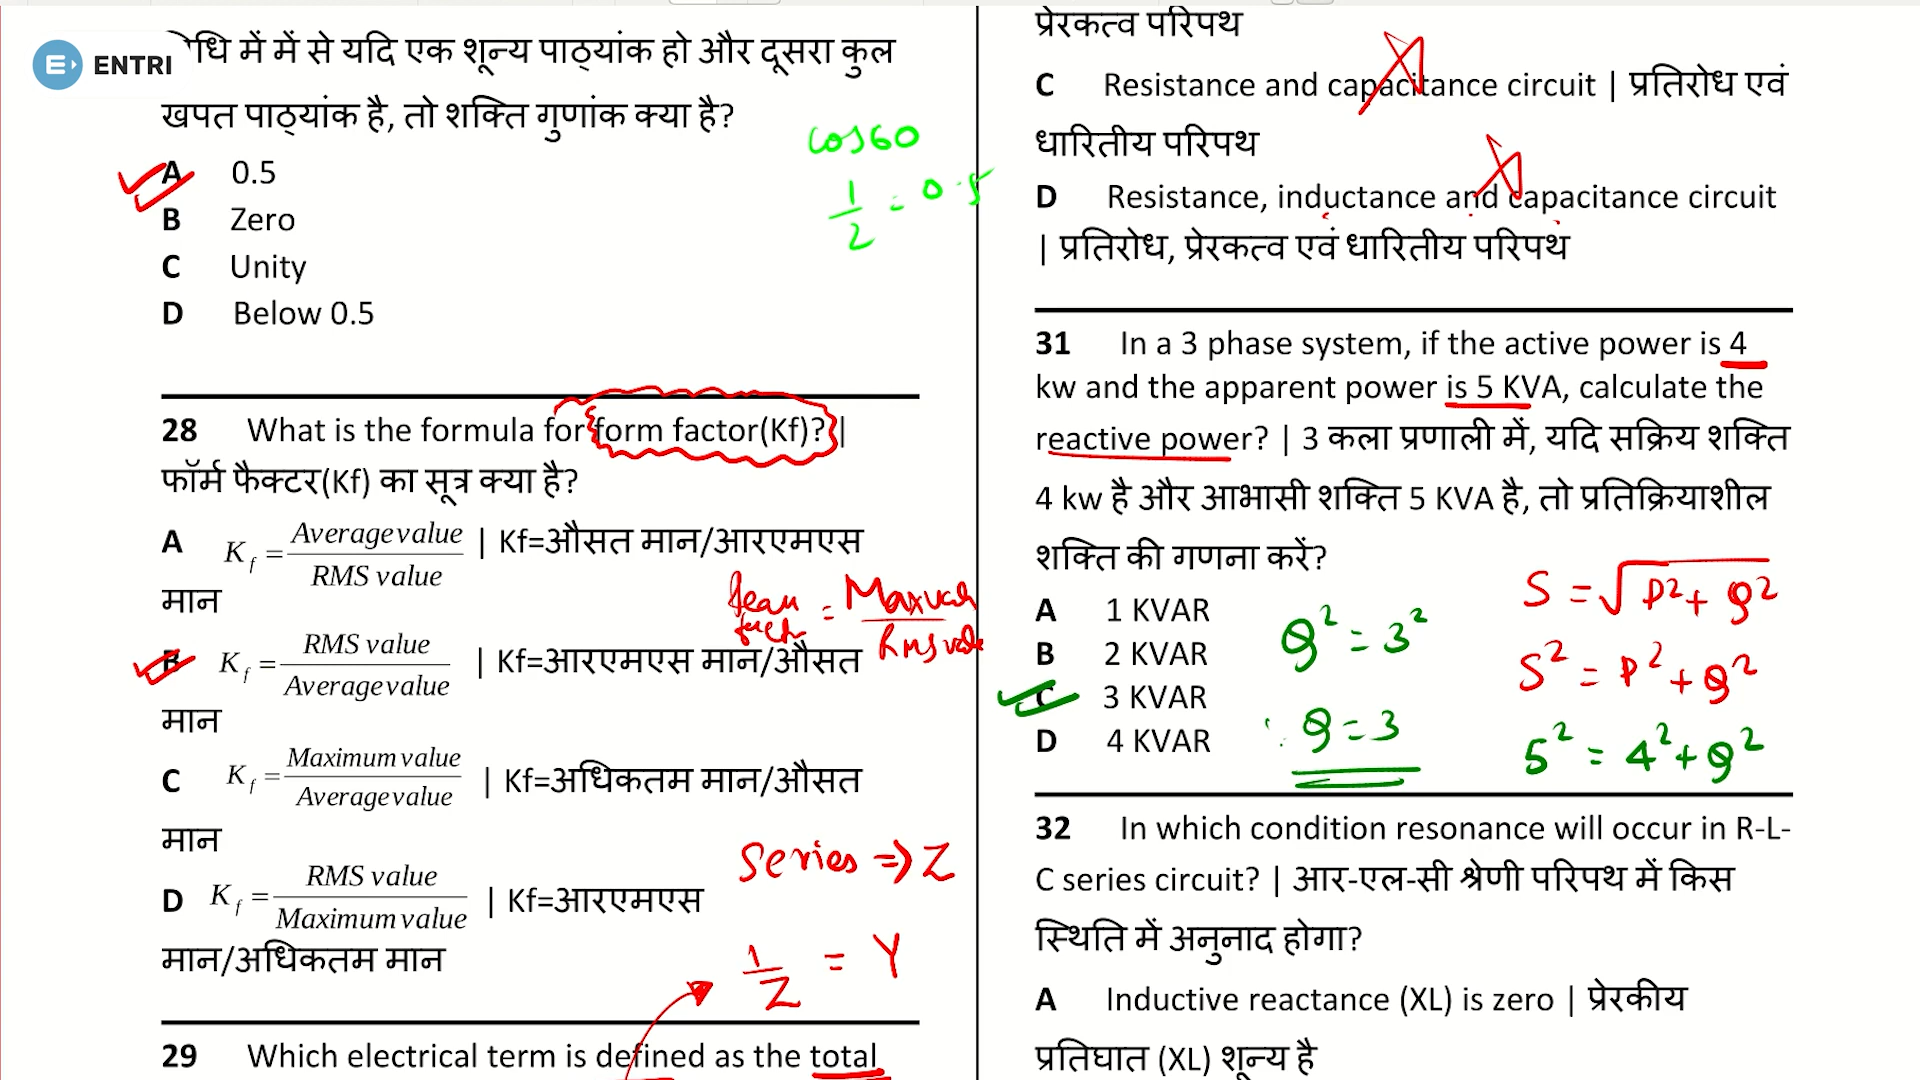 ENTRI
में में से यदि एक शून्य पाठ्यांक हो और दूसरा कुल
खपत पाठ्यांक है, तो शक्ति गुणांक क्या है?
A 0.5
B Zero
C Unity
D Below 0.5
cos60
1/2 = 0.5
28 What is the formula for form factor(Kf)? |
फॉर्म फैक्टर(Kf) का सूत्र क्या है?
A K_f = Average value / RMS value | Kf=औसत मान/आरएमएस
मान
B K_f = RMS value / Average value | Kf=आरएमएस मान/औसत
मान
C K_f = Maximum value / Average value | Kf=अधिकतम मान/औसत
मान
D K_f = RMS value / Maximum value | Kf=आरएमएस
मान/अधिकतम मान
Series => Z
1/Z = Y
29 Which electrical term is defined as the total
प्रेरकत्व परिपथ
C Resistance and capacitance circuit | प्रतिरोध एवं
धारितीय परिपथ
D Resistance, inductance and capacitance circuit
| प्रतिरोध, प्रेरकत्व एवं धारितीय परिपथ
31 In a 3 phase system, if the active power is 4
kw and the apparent power is 5 KVA, calculate the
reactive power? | 3 कला प्रणाली में, यदि सक्रिय शक्ति
4 kw है और आभासी शक्ति 5 KVA है, तो प्रतिक्रियाशील
शक्ति की गणना करें?
A 1 KVAR
B 2 KVAR
C 3 KVAR
D 4 KVAR
S = √P²+Q²
S² = P²+Q²
5² = 4²+Q²
Q² = 3²
Q = 3
32 In which condition resonance will occur in R-L-
C series circuit? | आर-एल-सी श्रेणी परिपथ में किस
स्थिति में अनुनाद होगा?
A Inductive reactance (XL) is zero | प्रेरकीय
प्रतिघात (XL) शून्य है